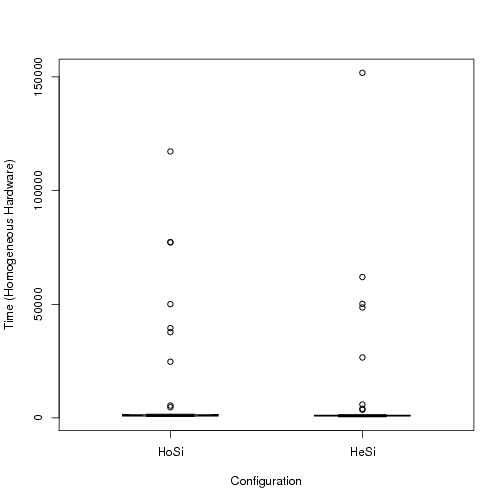 150000
100000
50000
0
Time (Homogeneous Hardware)
HoSi
HeSi
Configuration